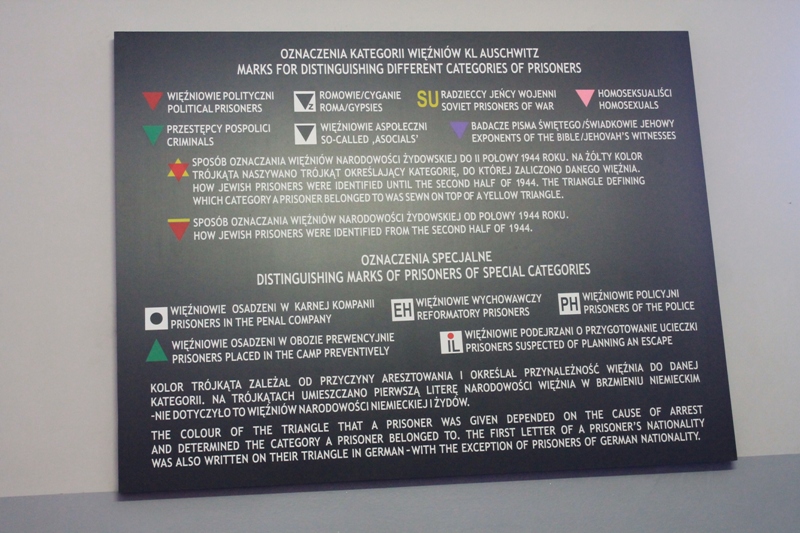 OZNACZENIA KATEGORII WIĘŹNIÓW KL AUSCHWITZ
MARKS FOR DISTINGUISHING DIFFERENT CATEGORIES OF PRISONERS
WIĘŹNIOWIE POLITYCZNI
POLITICAL PRISONERS
Z
ROMOWIE/CYGANIE
ROMA/GYPSIES
SU
RADZIECCY JEŃCY WOJENNI
SOVIET PRISONERS OF WAR
HOMOSEKSUALIŚCI
HOMOSEXUALS
PRZESTĘPCY POSPOLICI
CRIMINALS
WIĘŹNIOWIE ASPOŁECZNI
SO-CALLED ‚ASOCIALS'
BADACZE PISMA ŚWIĘTEGO/ŚWIADKOWIE JEHOWY
EXPONENTS OF THE BIBLE/JEHOVAH'S WITNESSES
SPOSÓB OZNACZANIA WIĘŹNIÓW NARODOWOŚCI ŻYDOWSKIEJ DO II POŁOWY 1944 ROKU. NA ŻÓŁTY KOLOR
TRÓJKĄTA NASZYWANO TRÓJKĄT OKREŚLAJĄCY KATEGORIĘ, DO KTÓREJ ZALICZONO DANEGO WIĘŹNIA.
HOW JEWISH PRISONERS WERE IDENTIFIED UNTIL THE SECOND HALF OF 1944. THE TRIANGLE DEFINING
WHICH CATEGORY A PRISONER BELONGED TO WAS SEWN ON TOP OF A YELLOW TRIANGLE.
SPOSÓB OZNACZANIA WIĘŹNIÓW NARODOWOŚCI ŻYDOWSKIEJ OD POŁOWY 1944 ROKU.
HOW JEWISH PRISONERS WERE IDENTIFIED FROM THE SECOND HALF OF 1944.
OZNACZENIA SPECJALNE
DISTINGUISHING MARKS OF PRISONERS OF SPECIAL CATEGORIES
WIĘŹNIOWIE OSADZENI W KARNEJ KOMPANII
PRISONERS IN THE PENAL COMPANY
EH
WIĘŹNIOWIE WYCHOWAWCZY
REFORMATORY PRISONERS
PH
WIĘŹNIOWIE POLICYJNI
PRISONERS OF THE POLICE
WIĘŹNIOWIE OSADZENI W OBOZIE PREWENCYJNIE
PRISONERS PLACED IN THE CAMP PREVENTIVELY
IL
WIĘŹNIOWIE PODEJRZANI O PRZYGOTOWANIE UCIECZKI
PRISONERS SUSPECTED OF PLANNING AN ESCAPE
KOLOR TRÓJKĄTA ZALEŻAŁ OD PRZYCZYNY ARESZTOWANIA I OKREŚLAŁ PRZYNALEŻNOŚĆ WIĘŹNIA DO DANEJ
KATEGORII. NA TRÓJKĄTACH UMIESZCZANO PIERWSZĄ LITERĘ NARODOWOŚCI WIĘŹNIA W BRZMIENIU NIEMIECKIM
-NIE DOTYCZYŁO TO WIĘŹNIÓW NARODOWOŚCI NIEMIECKIEJ I ŻYDÓW.
THE COLOUR OF THE TRIANGLE THAT A PRISONER WAS GIVEN DEPENDED ON THE CAUSE OF ARREST
AND DETERMINED THE CATEGORY A PRISONER BELONGED TO. THE FIRST LETTER OF A PRISONER'S NATIONALITY
WAS ALSO WRITTEN ON THEIR TRIANGLE IN GERMAN -WITH THE EXCEPTION OF PRISONERS OF GERMAN NATIONALITY.